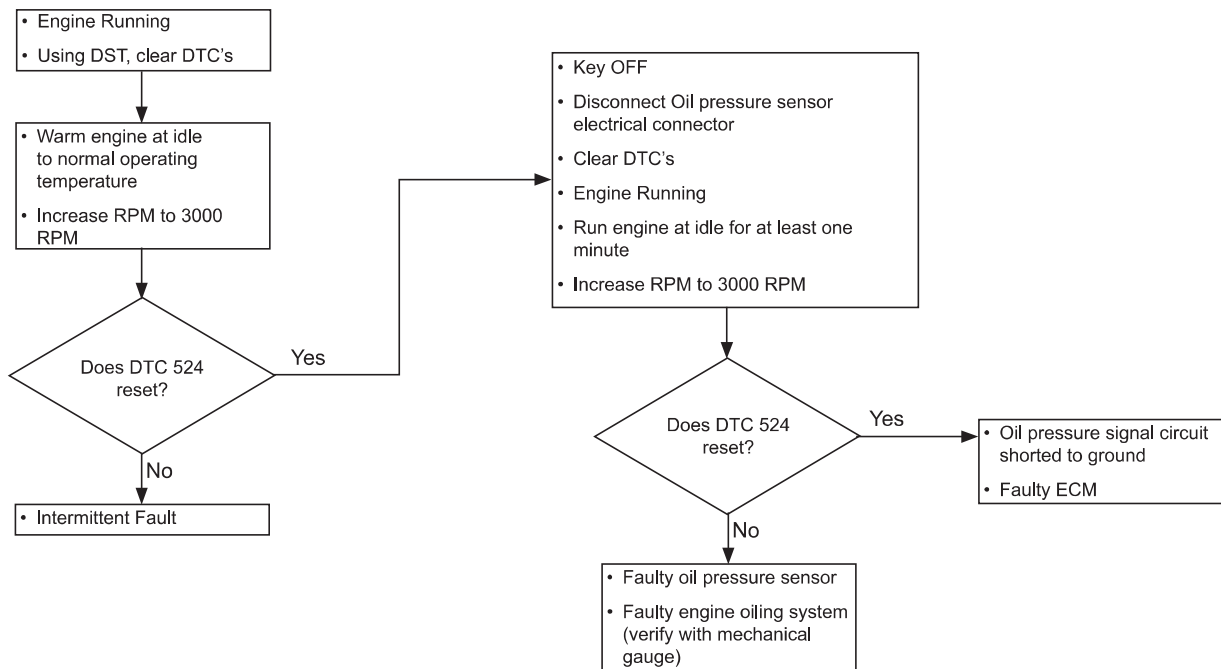 • Engine Running
• Using DST, clear DTC's
• Warm engine at idle
to normal operating
temperature
• Increase RPM to 3000
RPM
Does DTC 524
reset?
Yes
No
• Intermittent Fault
• Key OFF
• Disconnect Oil pressure sensor
electrical connector
• Clear DTC's
• Engine Running
• Run engine at idle for at least one
minute
• Increase RPM to 3000 RPM
Does DTC 524
reset?
Yes
• Oil pressure signal circuit
shorted to ground
• Faulty ECM
No
• Faulty oil pressure sensor
• Faulty engine oiling system
(verify with mechanical
gauge)